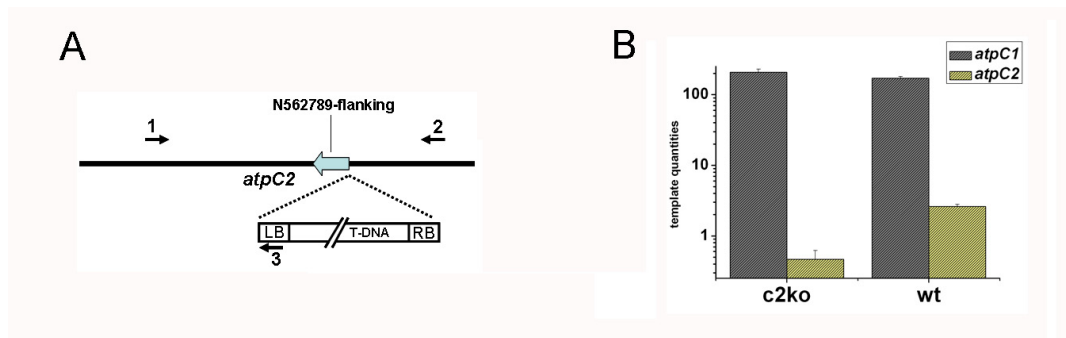 A
N562789-flanking
1
2
atpC2
LB
T-DNA
RB
3
B
atpC1
atpC2
100
10
1
template quantities
c2ko
wt